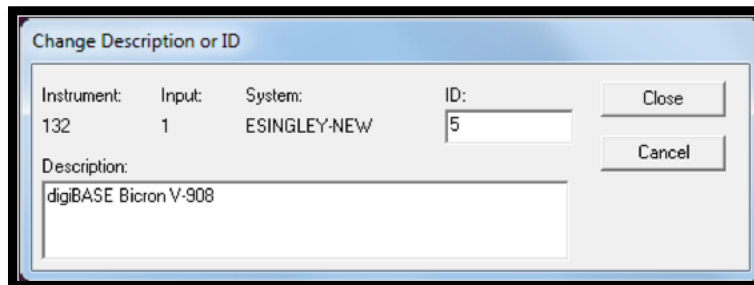 Change Description or ID
Instrument: Input: System: ID:
132 1 ESINGLEY-NEW 5
Close
Cancel
Description:
digiBASE Bicron V-908